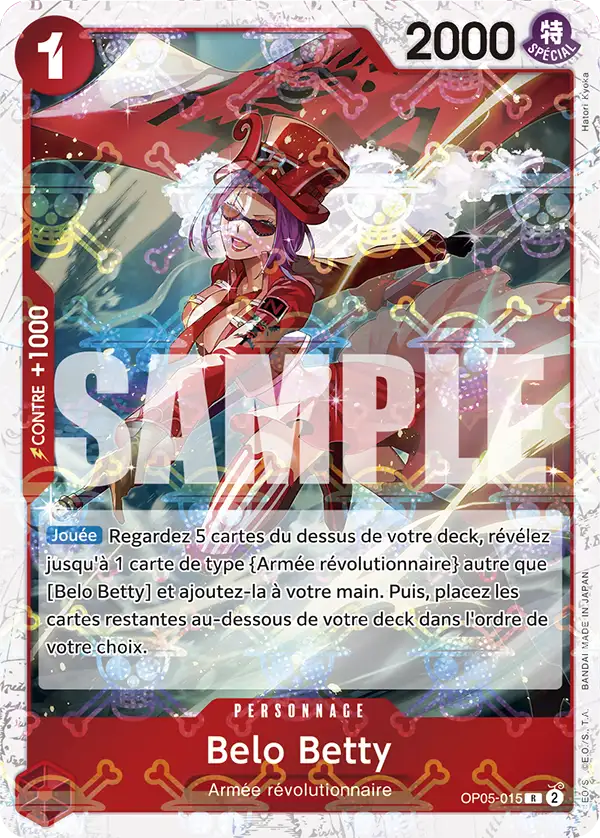 1
2000
特
SPÉCIAL
Hatori Kyoka
CONTRE +1000
SAMPLE
Jouée Regardez 5 cartes du dessus de votre deck, révélez
jusqu'à 1 carte de type {Armée révolutionnaire} autre que
[Belo Betty] et ajoutez-la à votre main. Puis, placez les
cartes restantes au-dessous de votre deck dans l'ordre de
votre choix.
PERSONNAGE
Belo Betty
Armée révolutionnaire
OP05-015 R 2
©E.O./S., T.A. BANDAI MADE IN JAPAN